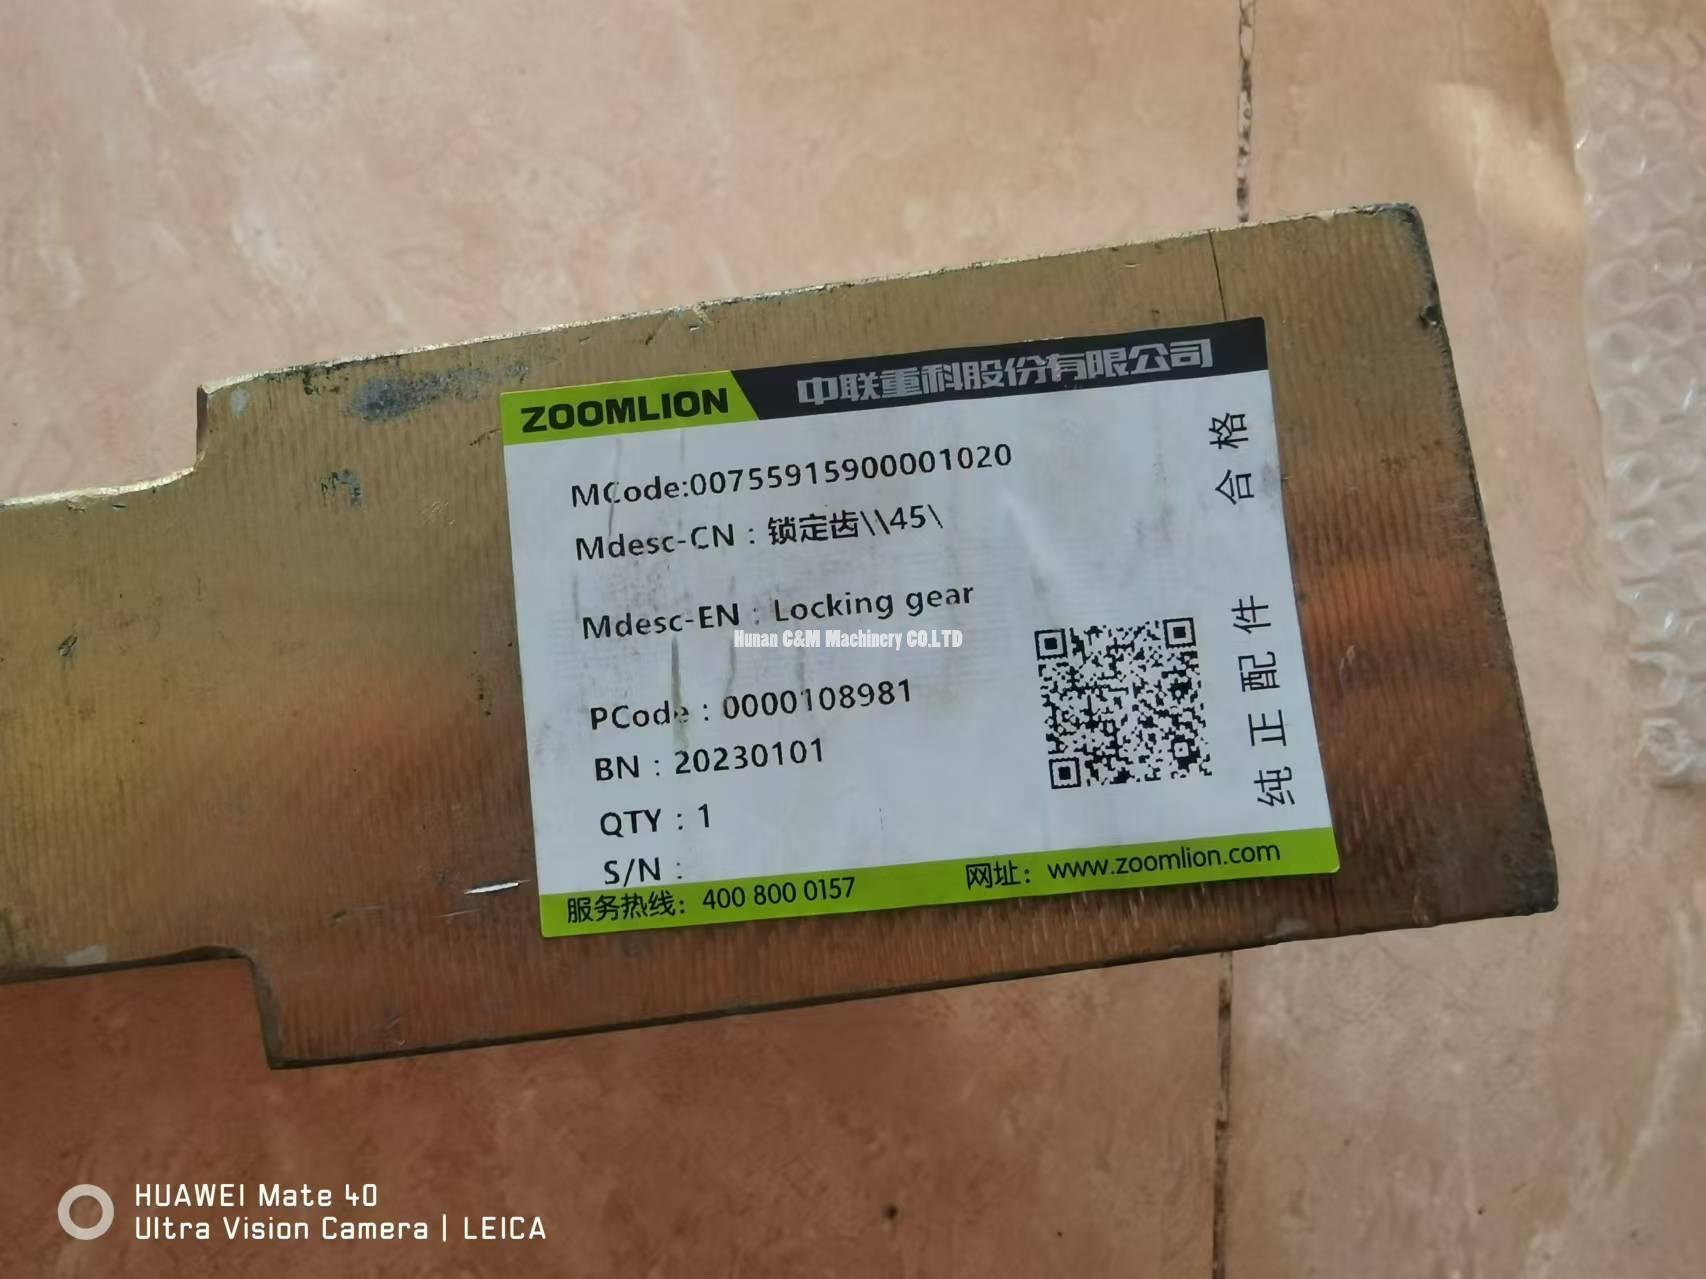 ZOOMLION 中联重科股份有限公司
MCode:00755915900001020
Mdesc-CN : 锁定齿\\45\
Mdesc-EN : Locking gear
Hunan C&M Machinery CO.LTD
PCode : 0000108981
BN : 20230101
QTY : 1
S/N :
纯正配件 合格
服务热线: 400 800 0157 网址: www.zoomlion.com
HUAWEI Mate 40
Ultra Vision Camera | LEICA